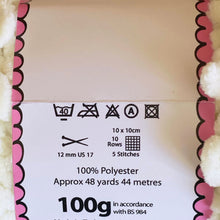 40
10 x 10cm
10
Rows
12 mm US 17
5 Stitches
100% Polyester
Approx 48 yards 44 metres
100g in accordance
with BS 984